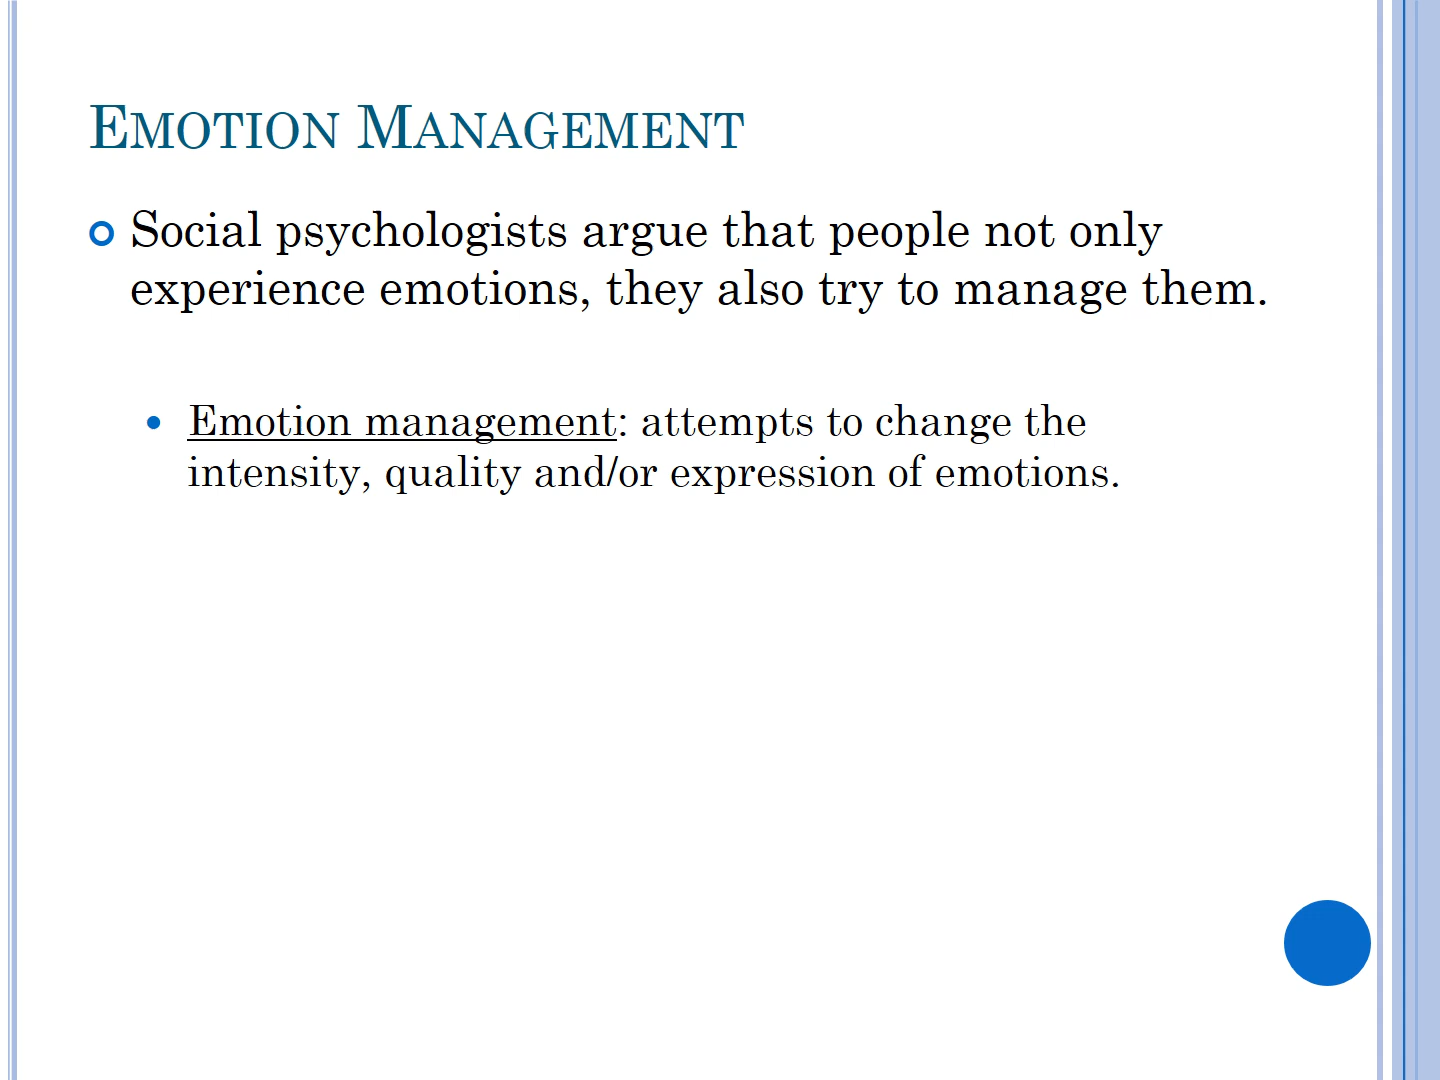 Emotion Management
Social psychologists argue that people not only
experience emotions, they also try to manage them.
Emotion management: attempts to change the
intensity, quality and/or expression of emotions.